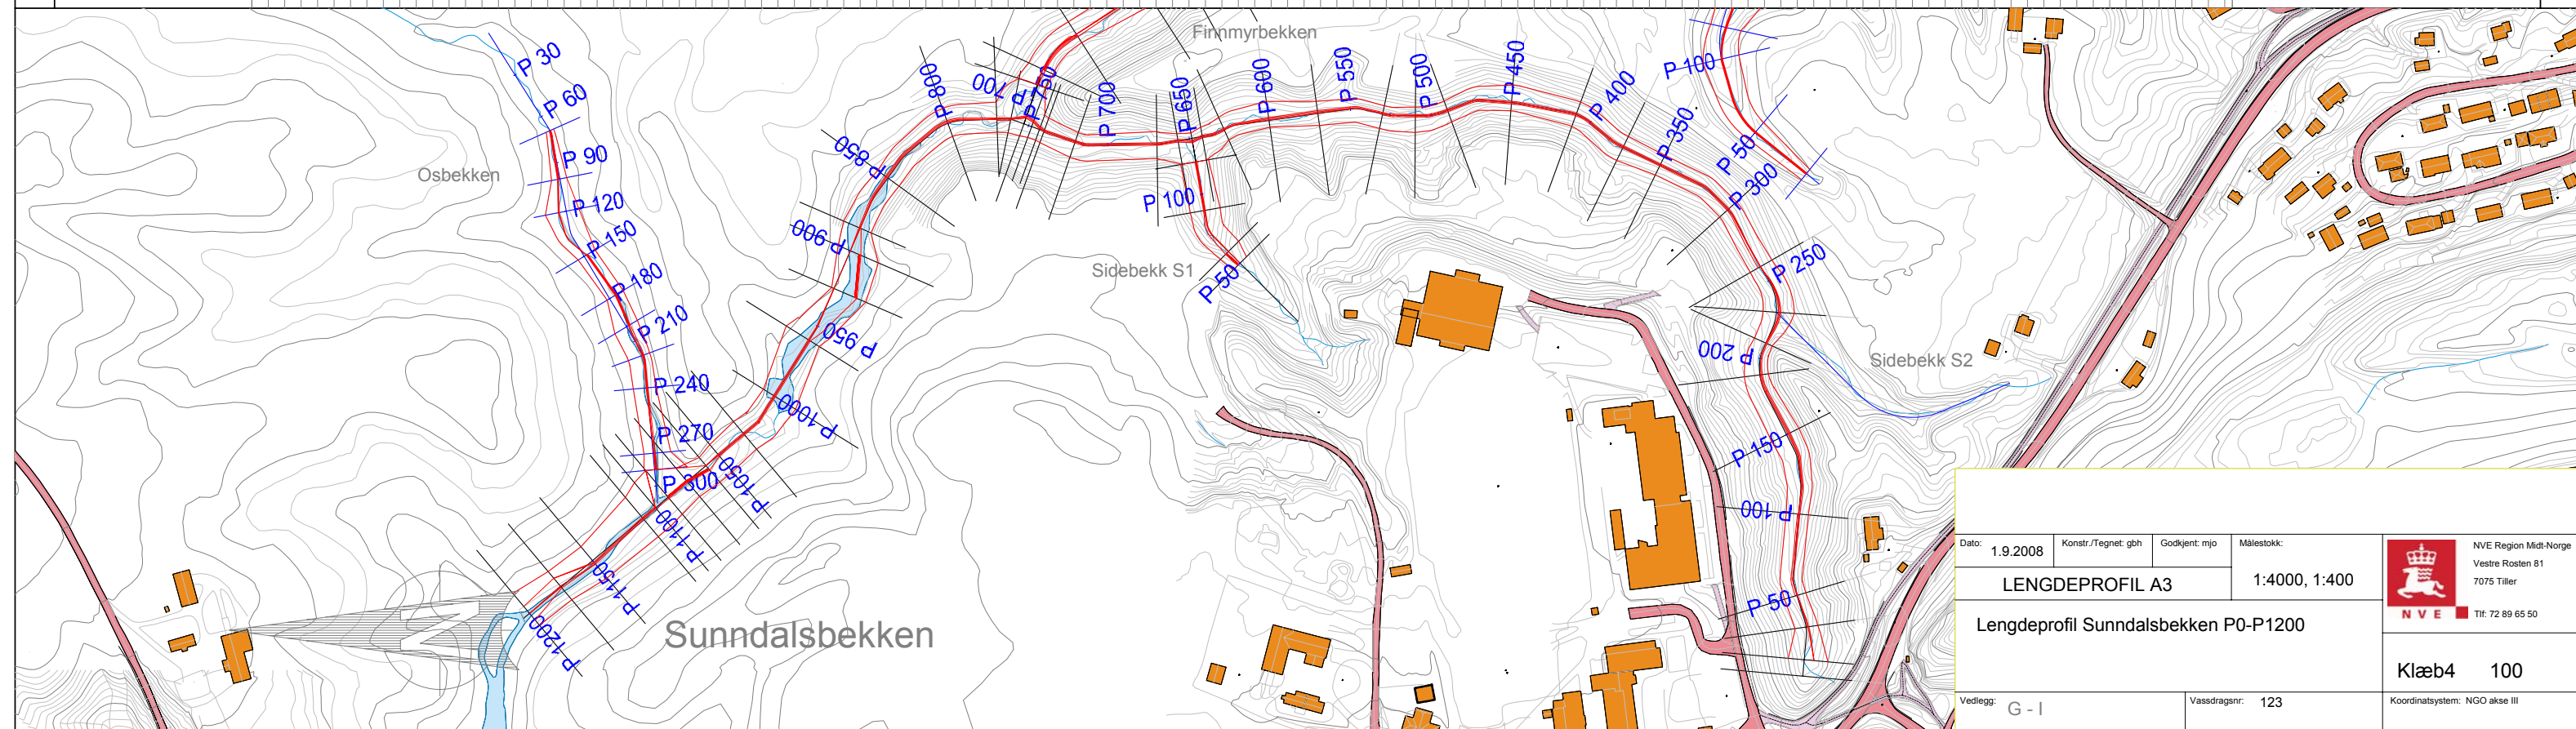 Finnmyrbekken
P 30
P 60
P 90
P 120
P 150
P 180
P 210
P 240
P 270
P 300
Osbekken
P 800
P 700
P 750
P 700
P 650
P 600
P 550
P 500
P 450
P 400
P 350
P 300
P 250
P 200
P 150
P 100
P 50
P 100
P 50
P 850
P 900
P 950
P 1000
P 1050
P 1100
P 1150
P 1200
P 100
P 50
Sidebekk S1
Sidebekk S2
Sunndalsbekken
Dato: 1.9.2008
Konstr./Tegnet: gbh
Godkjent: mjo
Målestokk:
1:4000, 1:400
LENGDEPROFIL A3
Lengdeprofil Sunndalsbekken P0-P1200
NVE
NVE Region Midt-Norge
Vestre Rosten 81
7075 Tiller
Tlf: 72 89 65 50
Klæb4 100
Vedlegg: G - I
Vassdragsnr: 123
Koordinatsystem: NGO akse III